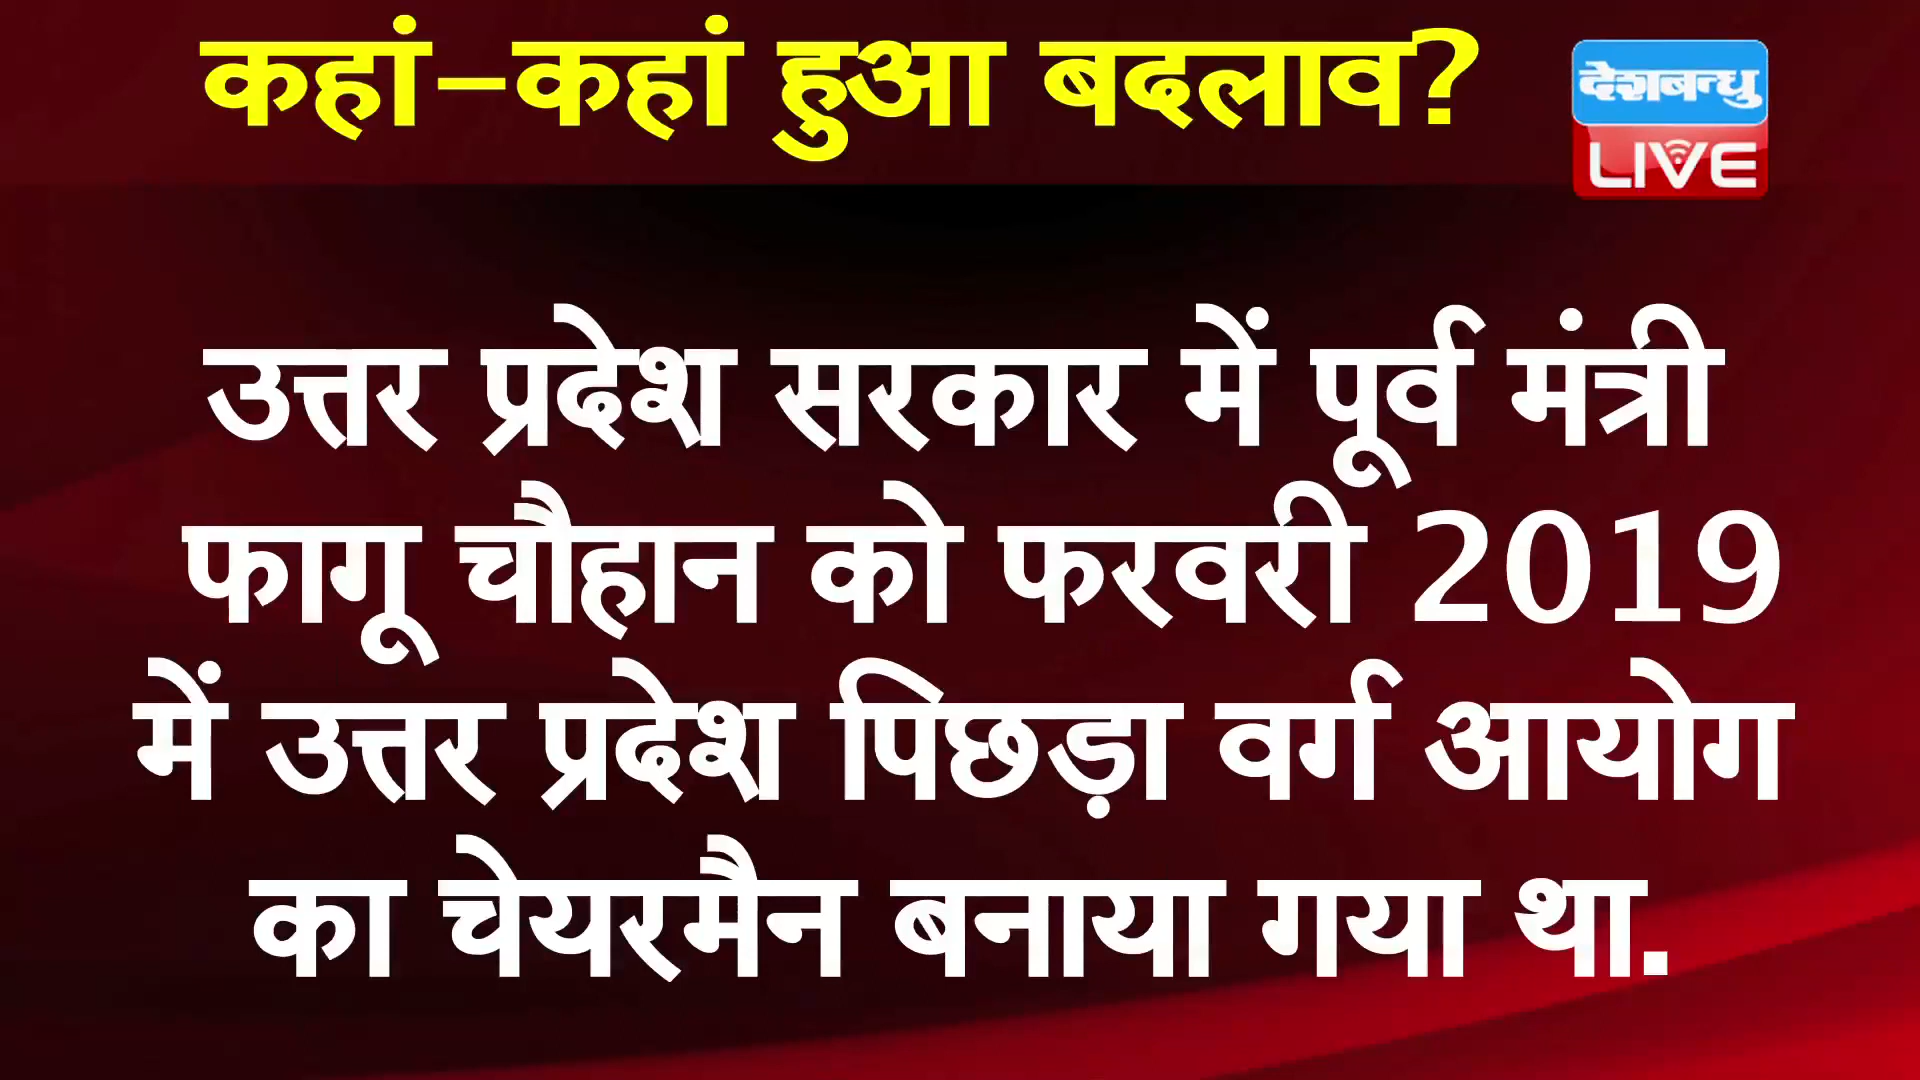 कहां-कहां हुआ बदलाव?
देशबन्धु
LIVE
उत्तर प्रदेश सरकार में पूर्व मंत्री
फागू चौहान को फरवरी 2019
में उत्तर प्रदेश पिछड़ा वर्ग आयोग
का चेयरमैन बनाया गया था.